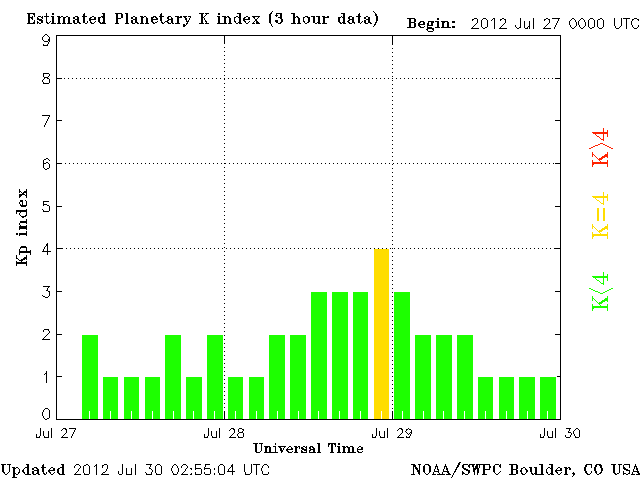 Estimated Planetary K index (3 hour data) Begin: 2012 Jul 27 0000 UTC
9
8
7
6
5
4
3
2
1
0
Kp index
K>4
K=4
K<4
Jul 27 Jul 28 Jul 29 Jul 30
Universal Time
Updated 2012 Jul 30 02:55:04 UTC NOAA/SWPC Boulder, CO USA